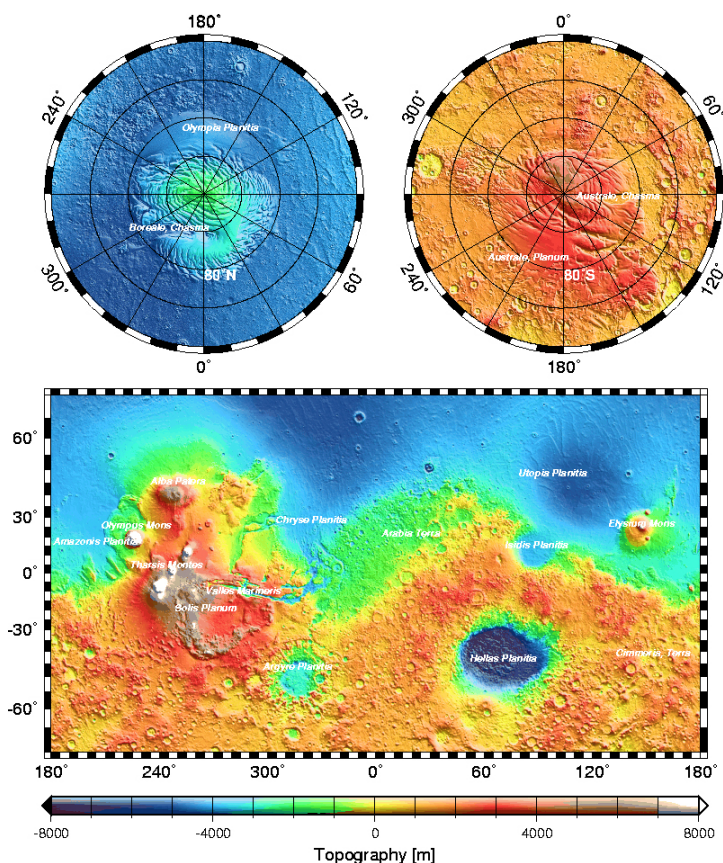 180°
0°
240°
120°
300°
60°
Olympia Planitia
Boreale, Chasma
80°N
300°
60°
240°
120°
Australe, Chasma
Australe, Planum
80°S
0°
180°
60°
30°
0°
-30°
-60°
Utopia Planitia
Alba Patera
Olympus Mons
Chryse Planitia
Elysium Mons
Arabia Terra
Amazonis Planitia
Isidis Planitia
Tharsis Montes
Valles Marineris
Solis Planum
Cimmeria, Terra
Hellas Planitia
Argyre Planitia
180°
240°
300°
0°
60°
120°
180°
-8000
-4000
0
4000
8000
Topography [m]